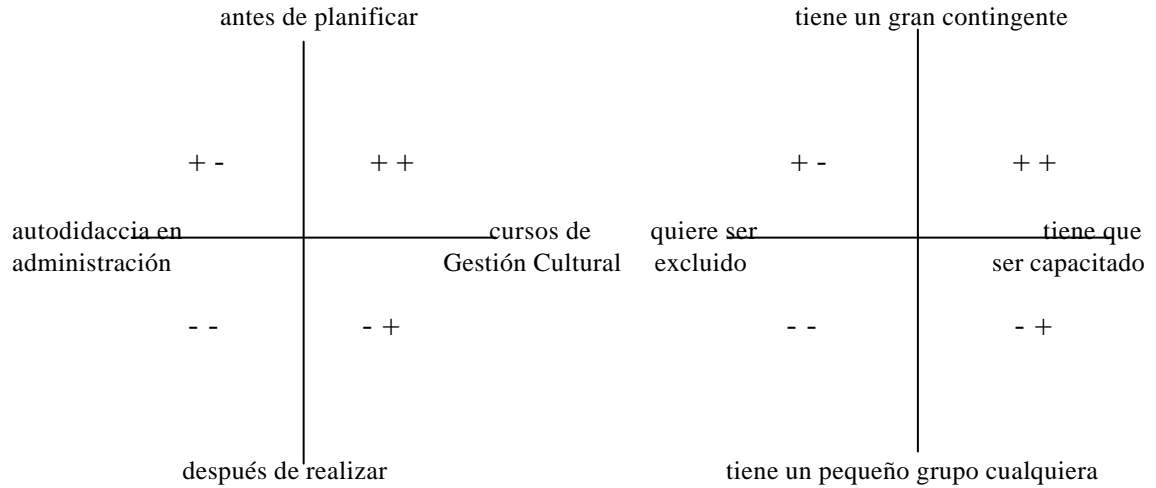 antes de planificar
tiene un gran contingente
+ -
+ +
+ -
+ +
autodidaccia en
administración
cursos de
Gestión Cultural
quiere ser
excluido
tiene que
ser capacitado
- -
- +
- -
- +
después de realizar
tiene un pequeño grupo cualquiera